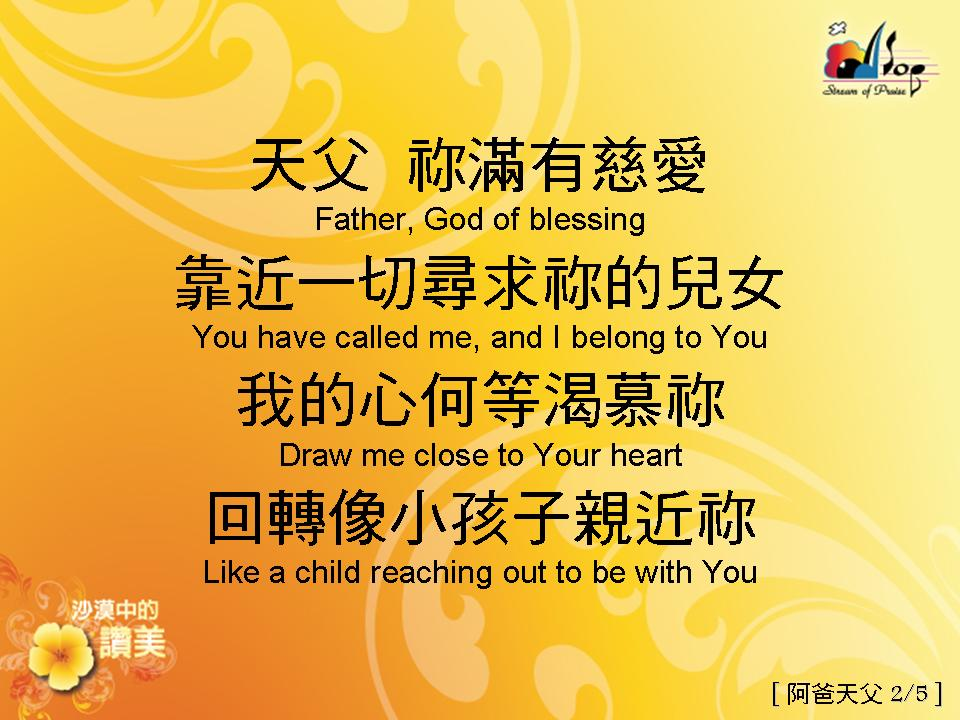 Sop
Stream of Praise
天父 祢滿有慈愛
Father, God of blessing
靠近一切尋求祢的兒女
You have called me, and I belong to You
我的心何等渴慕祢
Draw me close to Your heart
回轉像小孩子親近祢
Like a child reaching out to be with You
沙漠中的
讚美
[ 阿爸天父 2/5 ]